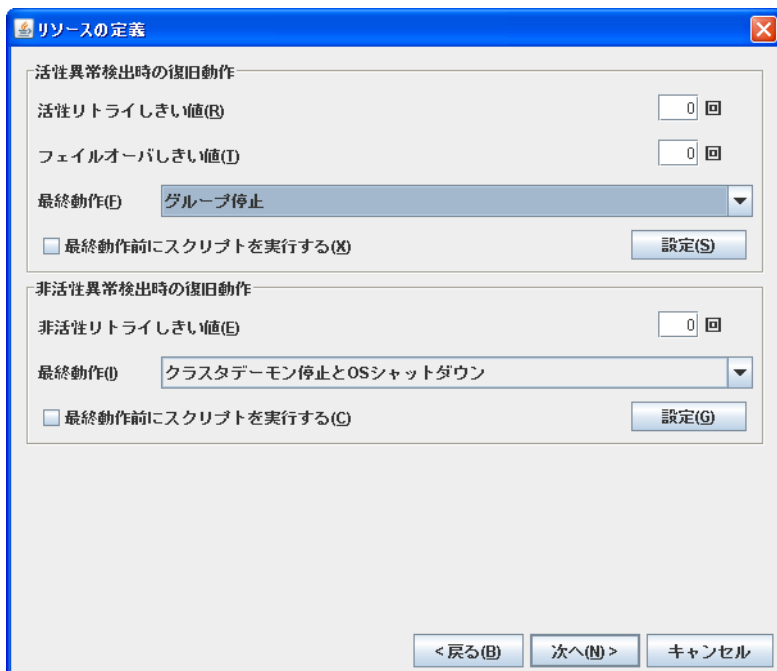 リソースの定義
活性異常検出時の復旧動作
活性リトライしきい値(R) 0 回
フェイルオーバしきい値(T) 0 回
最終動作(F) グループ停止
最終動作前にスクリプトを実行する(X) 設定(S)
非活性異常検出時の復旧動作
非活性リトライしきい値(E) 0 回
最終動作(I) クラスタデーモン停止とOSシャットダウン
最終動作前にスクリプトを実行する(C) 設定(G)
<戻る(B) 次へ(N)> キャンセル